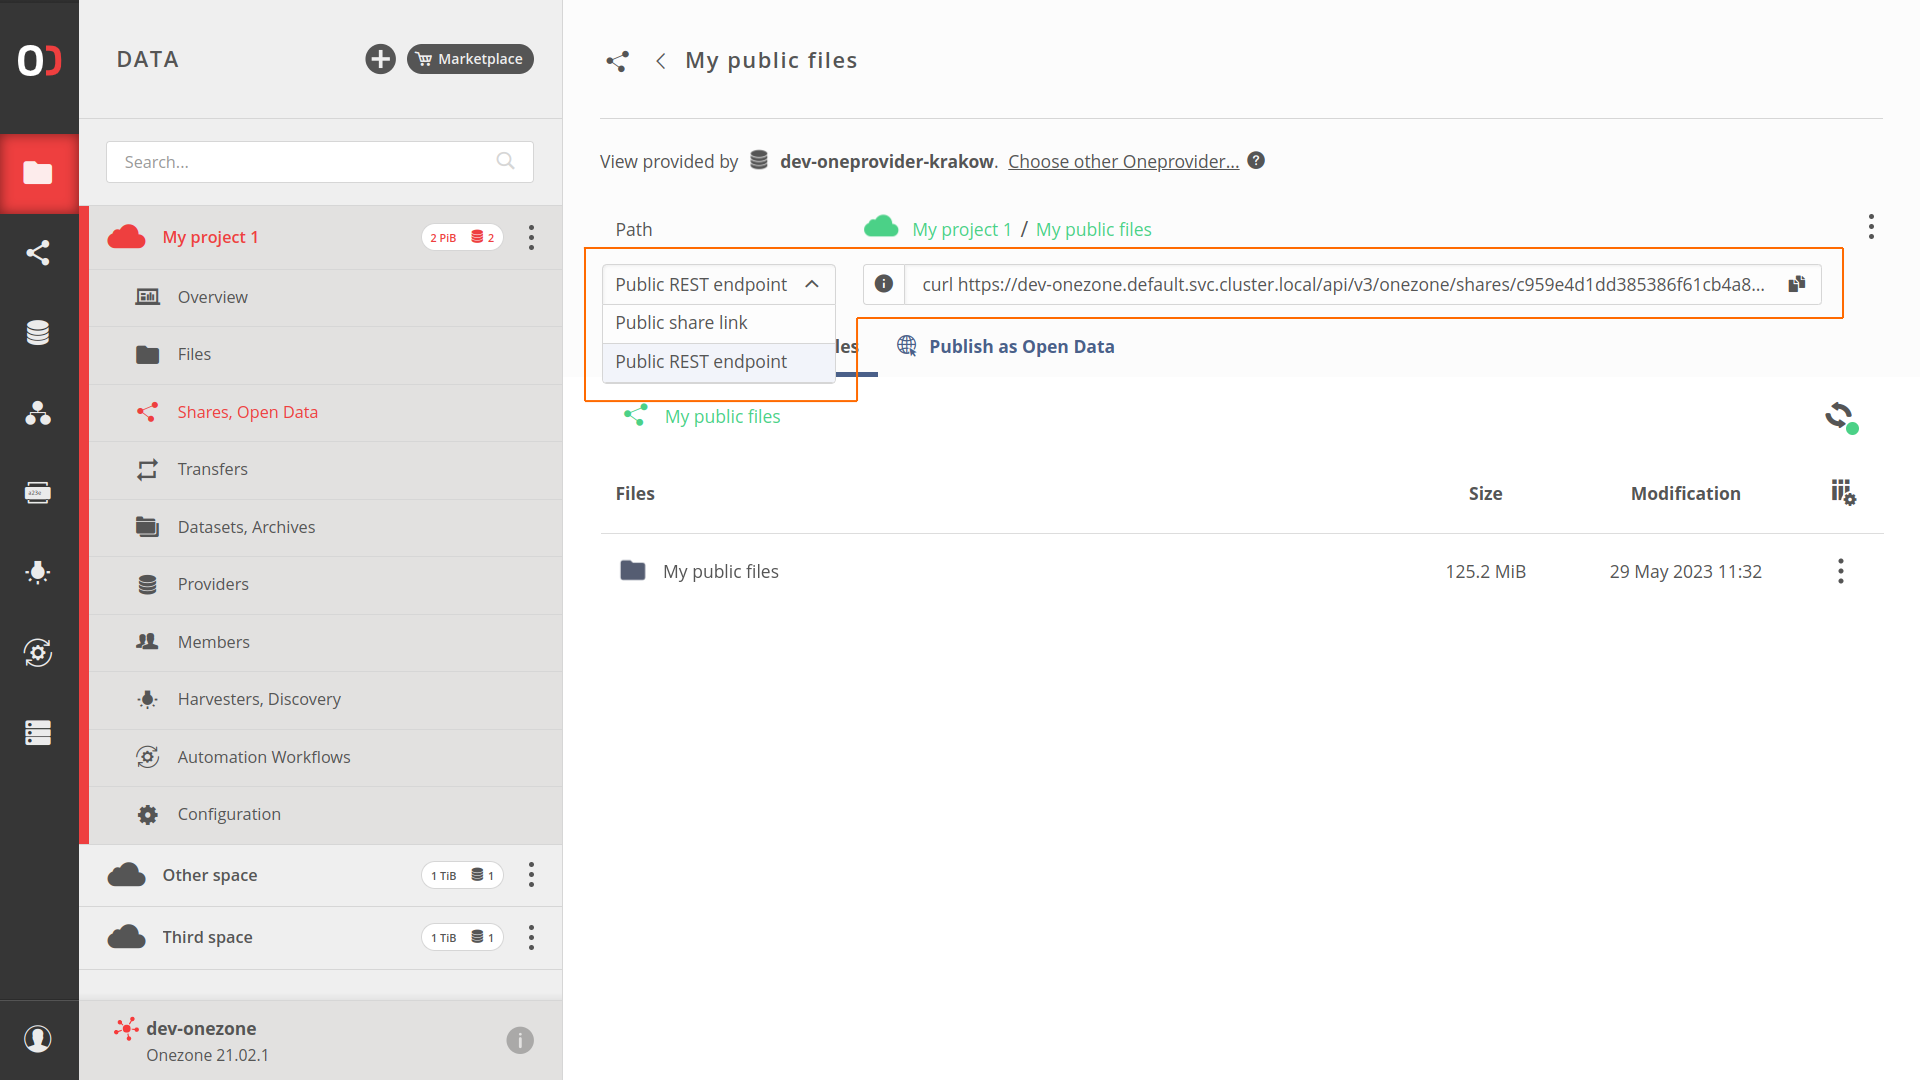 DATA
Marketplace
Search...
My project 1
2 PiB 2
Overview
Files
Shares, Open Data
Transfers
Datasets, Archives
Providers
Members
Harvesters, Discovery
Automation Workflows
Configuration
Other space
1 TiB 1
Third space
1 TiB 1
dev-onezone
Onezone 21.02.1
My public files
View provided by dev-oneprovider-krakow. Choose other Oneprovider...
Path
My project 1 / My public files
Public REST endpoint
curl https://dev-onezone.default.svc.cluster.local/api/v3/onezone/shares/c959e4d1dd385386f61cb4a8...
Public share link
Public REST endpoint
les
Publish as Open Data
My public files
Files Size Modification
My public files 125.2 MiB 29 May 2023 11:32